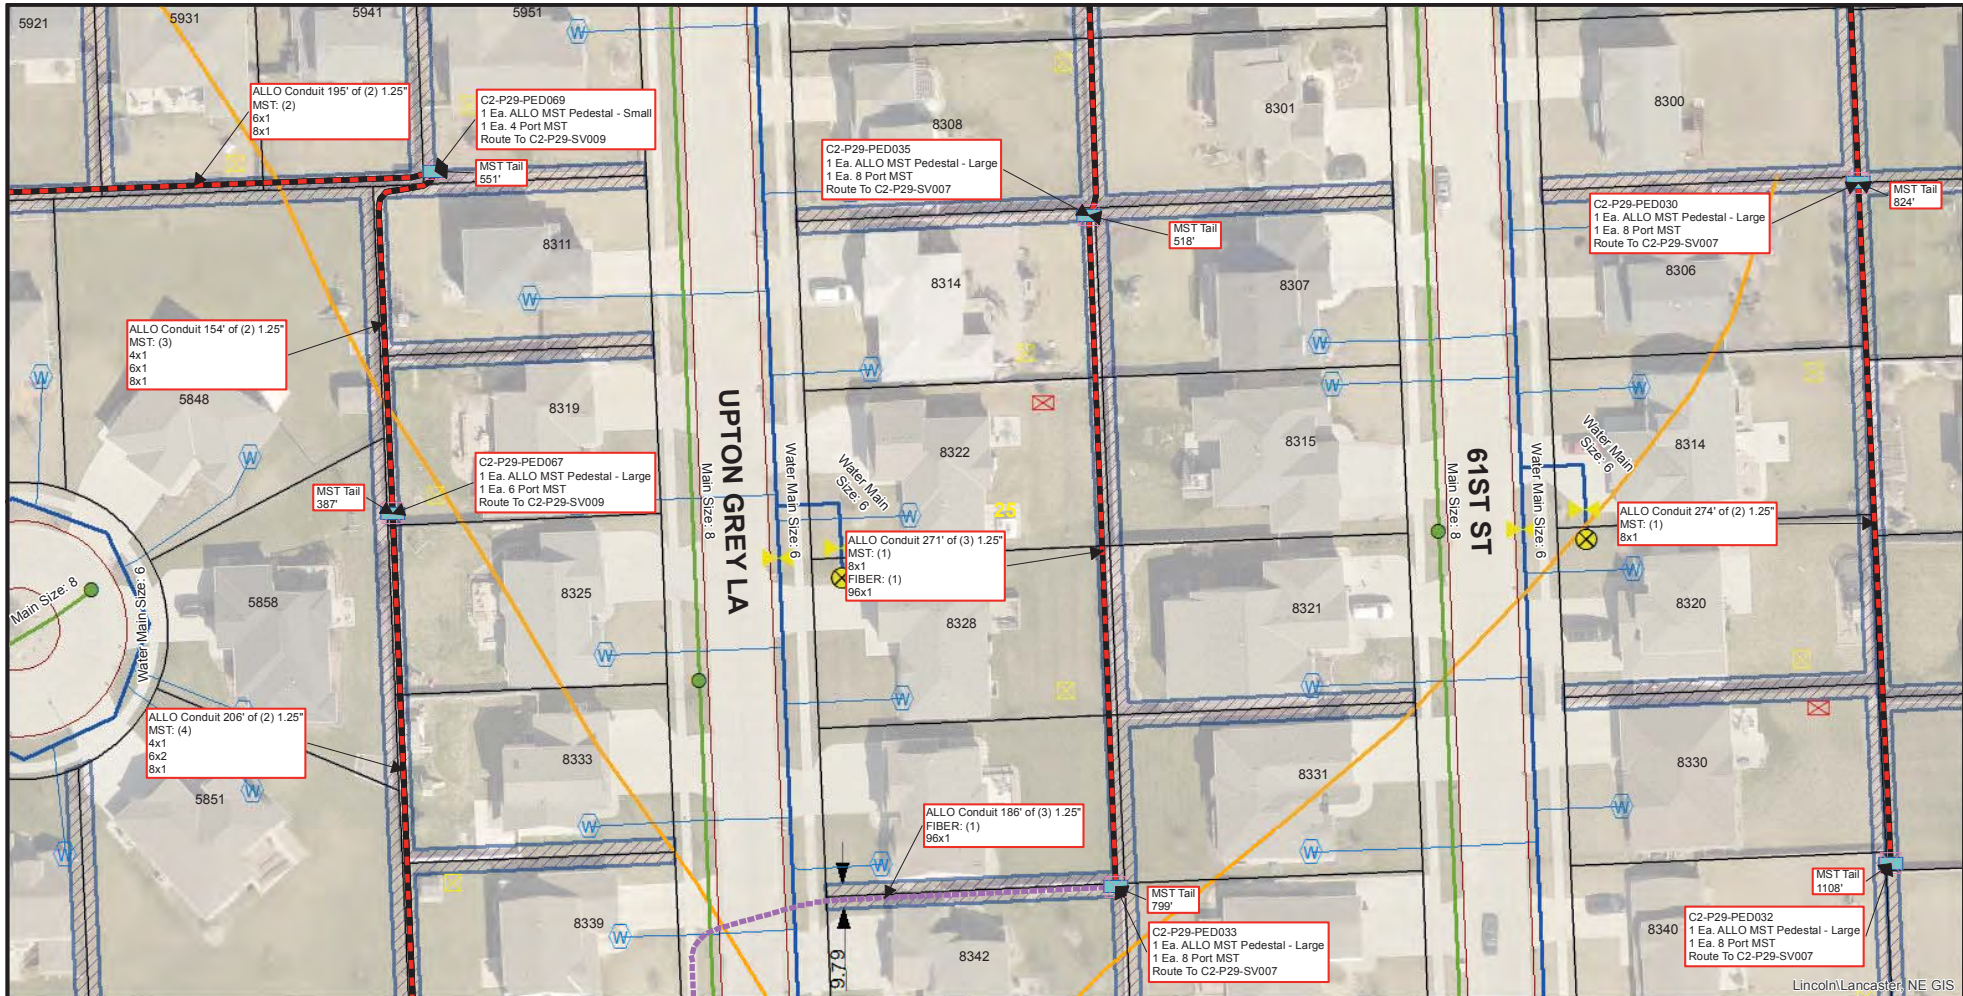 5921
5931
5941
5951
ALLO Conduit 195' of (2) 1.25"
MST: (2)
6x1
8x1
C2-P29-PED069
1 Ea. ALLO MST Pedestal - Small
1 Ea. 4 Port MST
Route To C2-P29-SV009
MST Tail
551'
8308
C2-P29-PED035
1 Ea. ALLO MST Pedestal - Large
1 Ea. 8 Port MST
Route To C2-P29-SV007
MST Tail
518'
8301
8300
C2-P29-PED030
1 Ea. ALLO MST Pedestal - Large
1 Ea. 8 Port MST
Route To C2-P29-SV007
MST Tail
824'
8311
W
W
8314
8307
8306
ALLO Conduit 154' of (2) 1.25"
MST: (3)
4x1
6x1
8x1
W
W
W
W
W
5848
8319
W
UPTON GREY LA
Main Size: 8
Water Main Size: 6
Water Main
Size: 6
8322
W
25
8315
61ST ST
Main Size: 8
Water Main Size: 6
Water Main
Size: 6
8314
MST Tail
387'
C2-P29-PED067
1 Ea. ALLO MST Pedestal - Large
1 Ea. 6 Port MST
Route To C2-P29-SV009
ALLO Conduit 271' of (3) 1.25"
MST: (1)
8x1
FIBER: (1)
96x1
ALLO Conduit 274' of (2) 1.25"
MST: (1)
8x1
Main Size: 8
Water Main Size: 6
5858
8325
W
8328
W
8321
W
W
8320
ALLO Conduit 206' of (2) 1.25"
MST: (4)
4x1
6x2
8x1
W
5851
W
W
8333
W
8331
W
8330
W
ALLO Conduit 186' of (3) 1.25"
FIBER: (1)
96x1
W
9.79
8339
W
8342
MST Tail
799'
C2-P29-PED033
1 Ea. ALLO MST Pedestal - Large
1 Ea. 8 Port MST
Route To C2-P29-SV007
MST Tail
1108'
8340
C2-P29-PED032
1 Ea. ALLO MST Pedestal - Large
1 Ea. 8 Port MST
Route To C2-P29-SV007
Lincoln\Lancaster, NE GIS